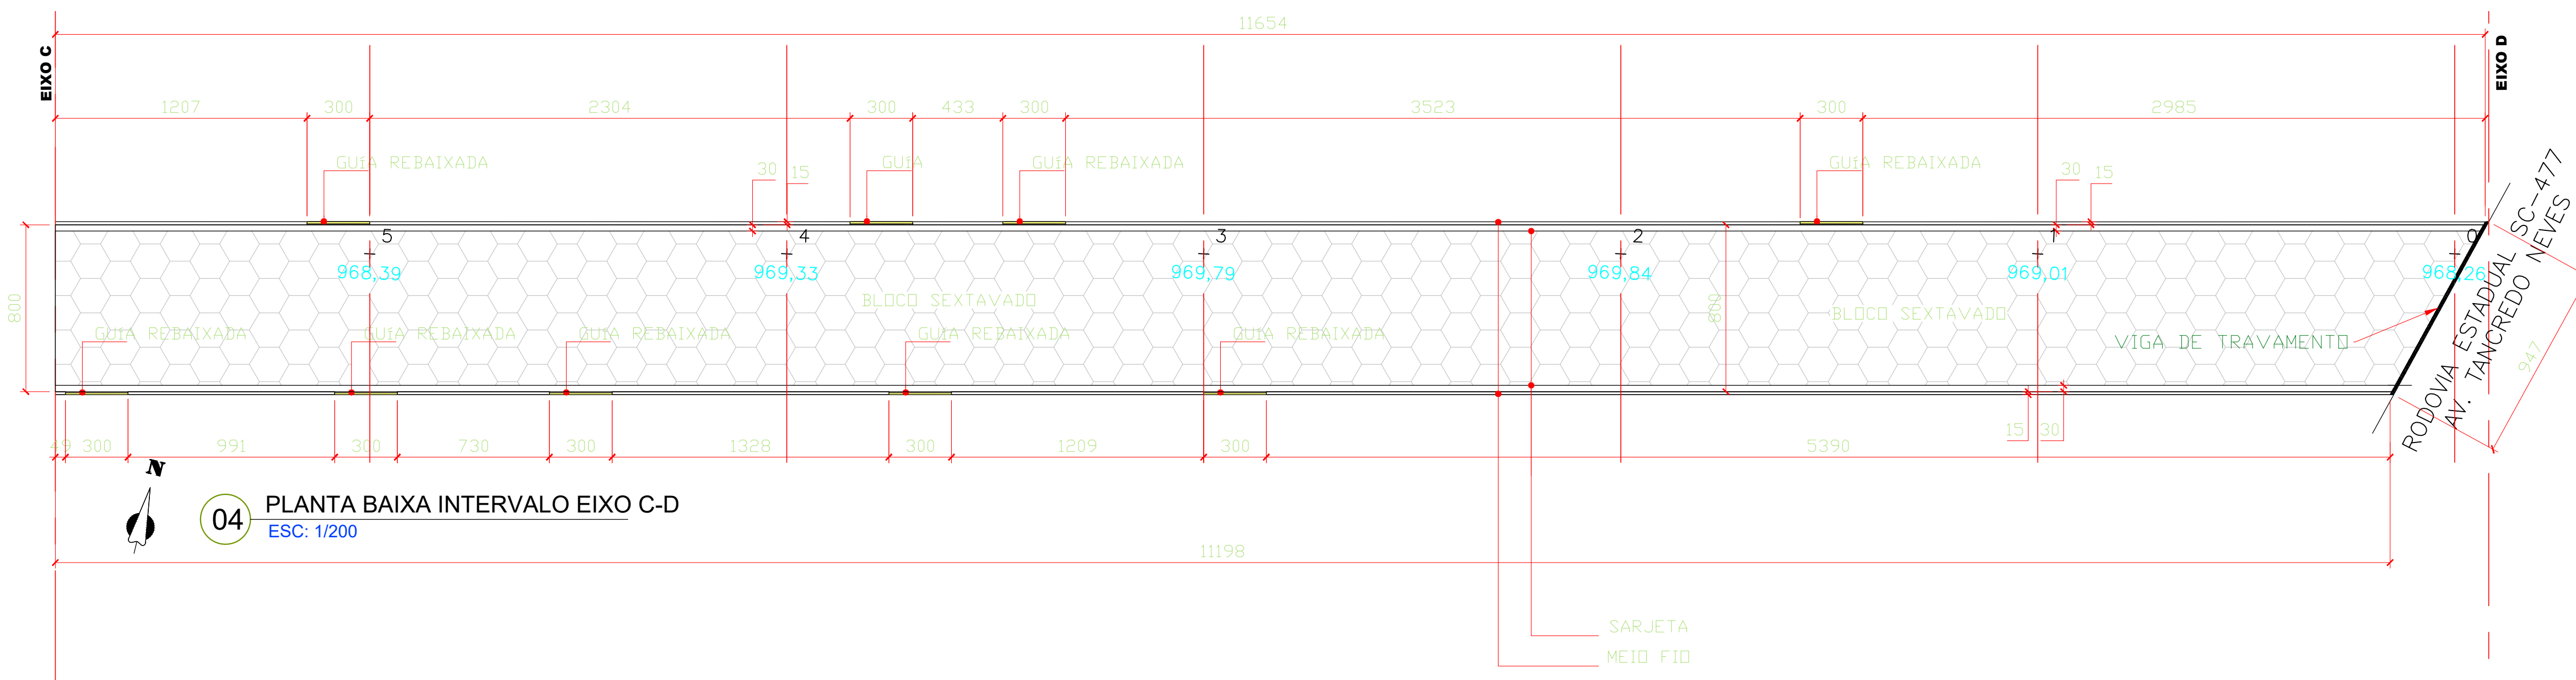 11654
EIXO C
EIXO D
1207 300 2304 300 433 300 3523 300 2985
GUIA REBAIXADA
GUIA
GUIA REBAIXADA
GUIA REBAIXADA
30 15
30 15
5 4 3 2 1 0
968,39 969,33 969,79 969,84 969,01 968,26
800
BLOCO SEXTAVADO
800
BLOCO SEXTAVADO
GUIA REBAIXADA
GUIA REBAIXADA
GUIA REBAIXADA
GUIA REBAIXADA
GUIA REBAIXADA
VIGA DE TRAVAMENTO
RODOVIA ESTADUAL SC-477
AV. TANCREDO NEVES
947
15 30
49 300 991 300 730 300 1328 300 1209 300 5390
N
04 PLANTA BAIXA INTERVALO EIXO C-D
ESC: 1/200
11198
SARJETA
MEIO FIO